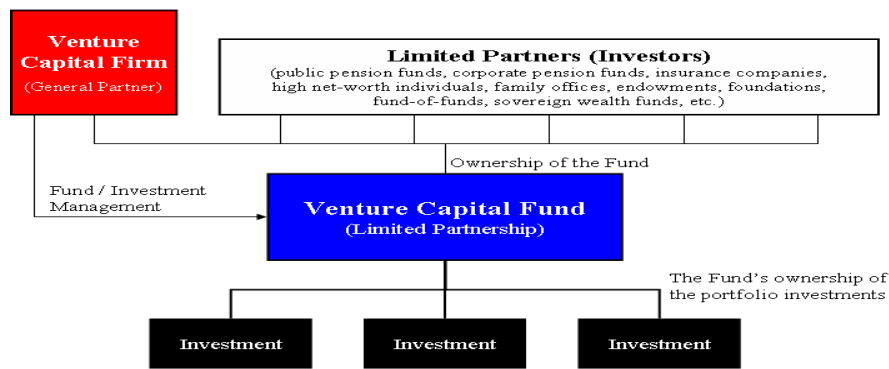 Venture
Capital Firm
(General Partner)
Limited Partners (Investors)
(public pension funds, corporate pension funds, insurance companies,
high net-worth individuals, family offices, endowments, foundations,
fund-of-funds, sovereign wealth funds, etc.)
Ownership of the Fund
Fund / Investment
Management
Venture Capital Fund
(Limited Partnership)
The Fund's ownership of
the portfolio investments
Investment
Investment
Investment